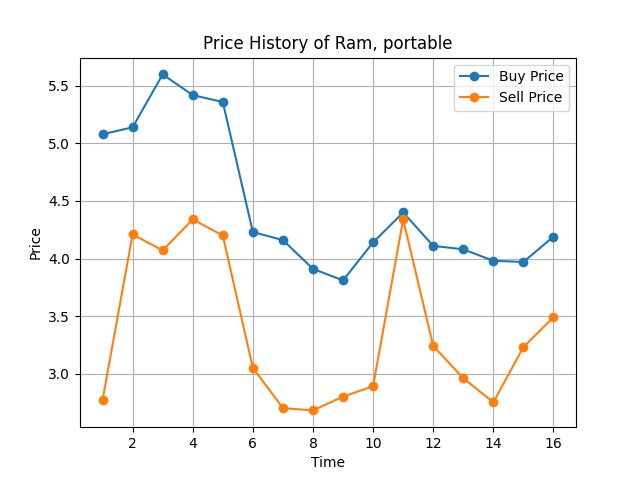 Price History of Ram, portable
Buy Price
Sell Price
5.5
5.0
4.5
4.0
3.5
3.0
Price
2 4 6 8 10 12 14 16
Time